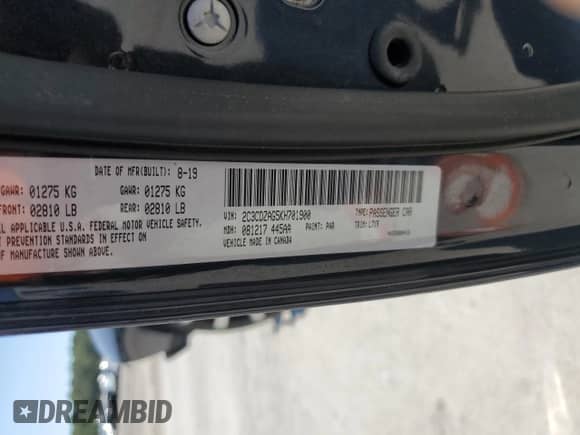 DATE OF MFR(BUILT): 8-19
GAWR: 01275 KG GAWR: 01275 KG
FRONT: 02810 LB REAR: 02810 LB
APPLICABLE U.S.A. FEDERAL MOTOR VEHICLE SAFETY,
PREVENTION STANDARDS IN EFFECT ON
OF MANUFACTURE SHOWN ABOVE.
VIN: 2C3CDZAG5KH701900 TYPE: PASSENGER CAR
MDH: 081217 445AA PAINT: PAR TRIM: L7X9
VEHICLE MADE IN CANADA
DREAMBID